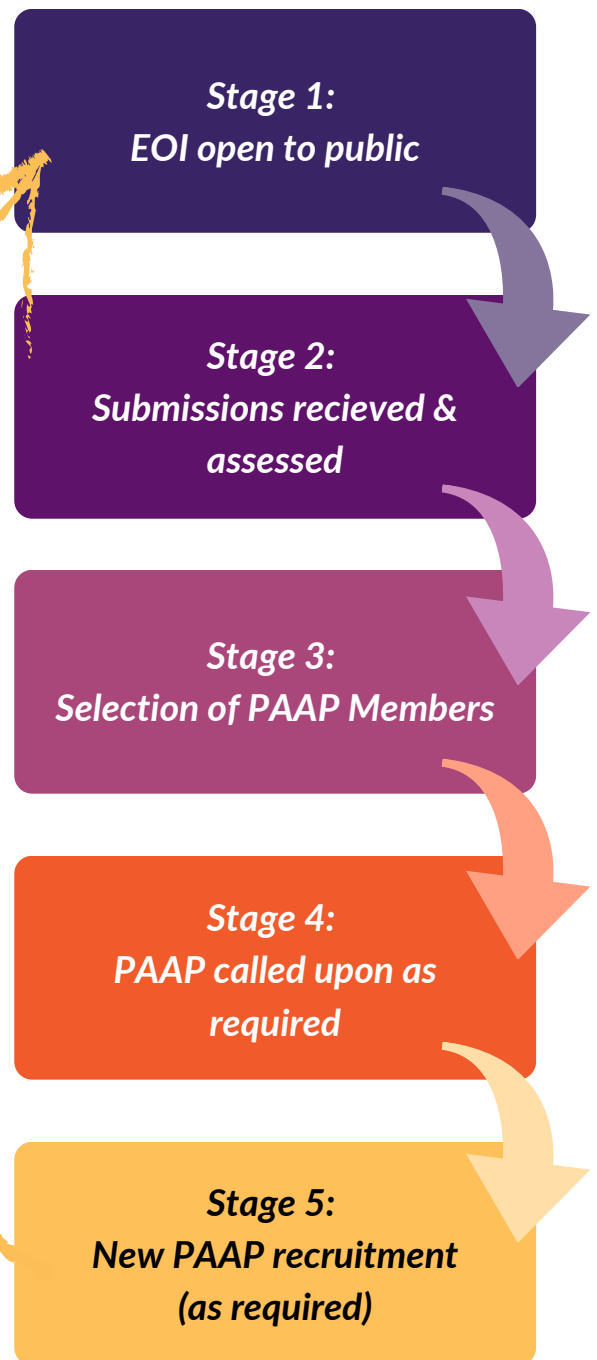 Stage 1:
EOI open to public
Stage 2:
Submissions recieved &
assessed
Stage 3:
Selection of PAAP Members
Stage 4:
PAAP called upon as
required
Stage 5:
New PAAP recruitment
(as required)